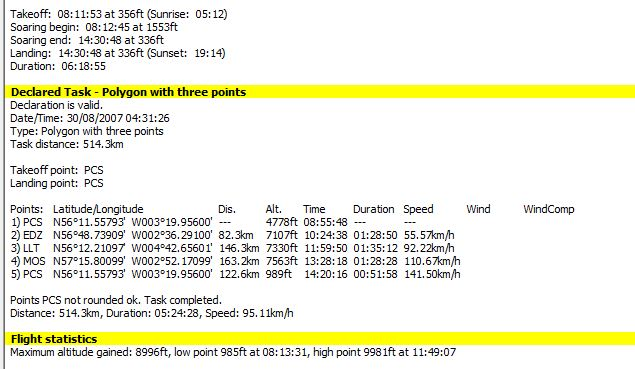 Takeoff: 08:11:53 at 356ft (Sunrise: 05:12)
Soaring begin: 08:12:45 at 1553ft
Soaring end: 14:30:48 at 336ft
Landing: 14:30:48 at 336ft (Sunset: 19:14)
Duration: 06:18:55
Declared Task - Polygon with three points
Declaration is valid.
Date/Time: 30/08/2007 04:31:26
Type: Polygon with three points
Task distance: 514.3km
Takeoff point: PCS
Landing point: PCS
Points: Latitude/Longitude Dis. Alt. Time Duration Speed Wind WindComp
1) PCS N56°11.55793' W003°19.95600' --- 4778ft 08:55:48 --- ---
2) EDZ N56°48.73909' W002°36.29100' 82.3km 7107ft 10:24:38 01:28:50 55.57km/h
3) LLT N56°12.21097' W004°42.65601' 146.3km 7330ft 11:59:50 01:35:12 92.22km/h
4) MOS N57°15.80099' W002°52.17099' 163.2km 7563ft 13:28:18 01:28:28 110.67km/h
5) PCS N56°11.55793' W003°19.95600' 122.6km 989ft 14:20:16 00:51:58 141.50km/h
Points PCS not rounded ok. Task completed.
Distance: 514.3km, Duration: 05:24:28, Speed: 95.11km/h
Flight statistics
Maximum altitude gained: 8996ft, low point 985ft at 08:13:31, high point 9981ft at 11:49:07